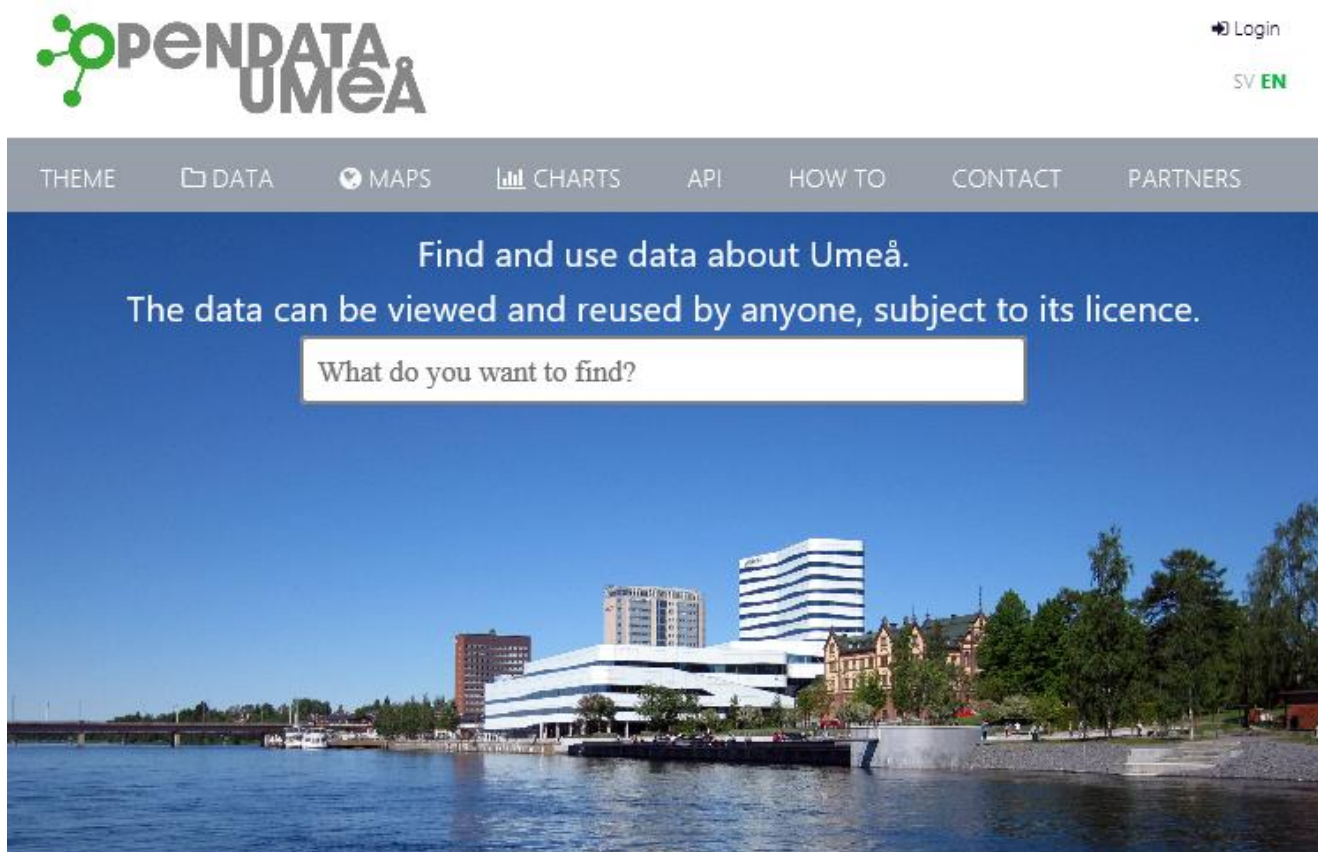 OPENDATA
UMEÅ
Login
SV EN
THEME DATA MAPS CHARTS API HOW TO CONTACT PARTNERS
Find and use data about Umeå.
The data can be viewed and reused by anyone, subject to its licence.
What do you want to find?